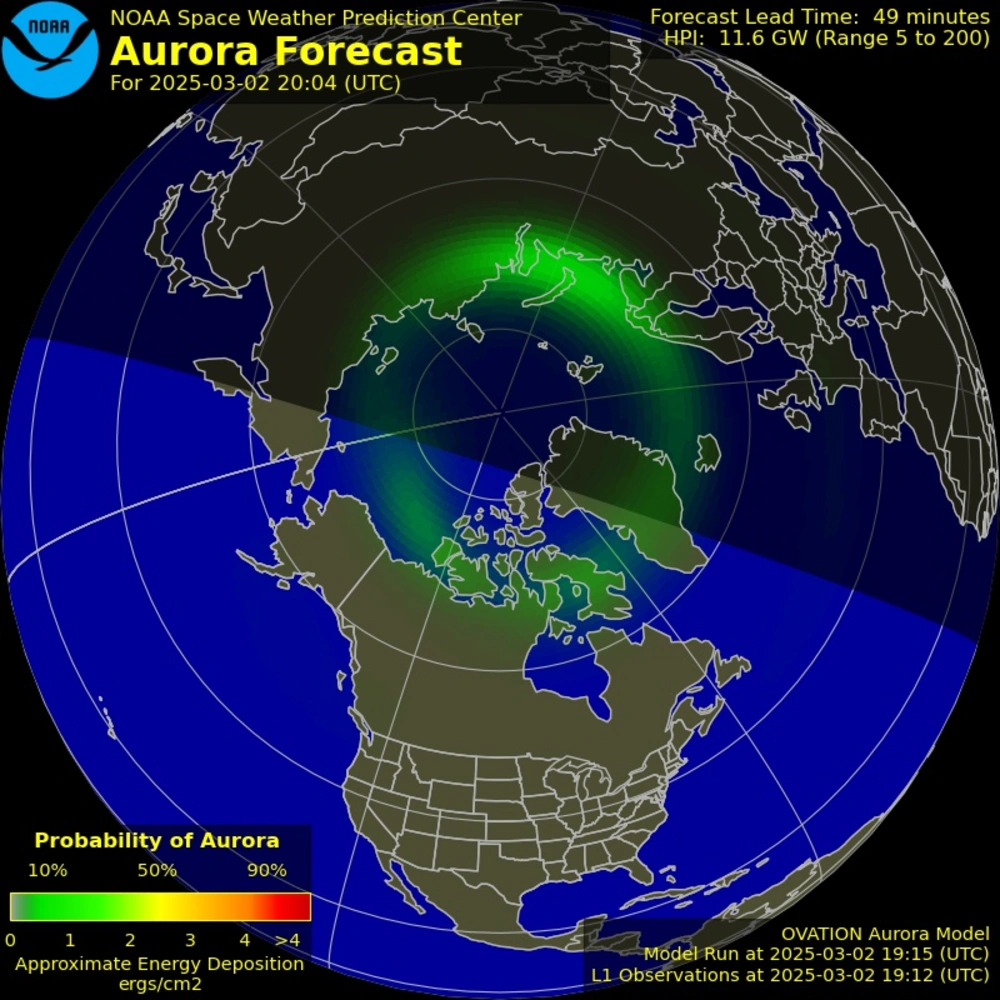 NOAA
NOAA Space Weather Prediction Center
Aurora Forecast
For 2025-03-02 20:04 (UTC)
Forecast Lead Time: 49 minutes
HPI: 11.6 GW (Range 5 to 200)
Probability of Aurora
10% 50% 90%
0 1 2 3 4 >4
Approximate Energy Deposition
ergs/cm2
OVATION Aurora Model
Model Run at 2025-03-02 19:15 (UTC)
L1 Observations at 2025-03-02 19:12 (UTC)